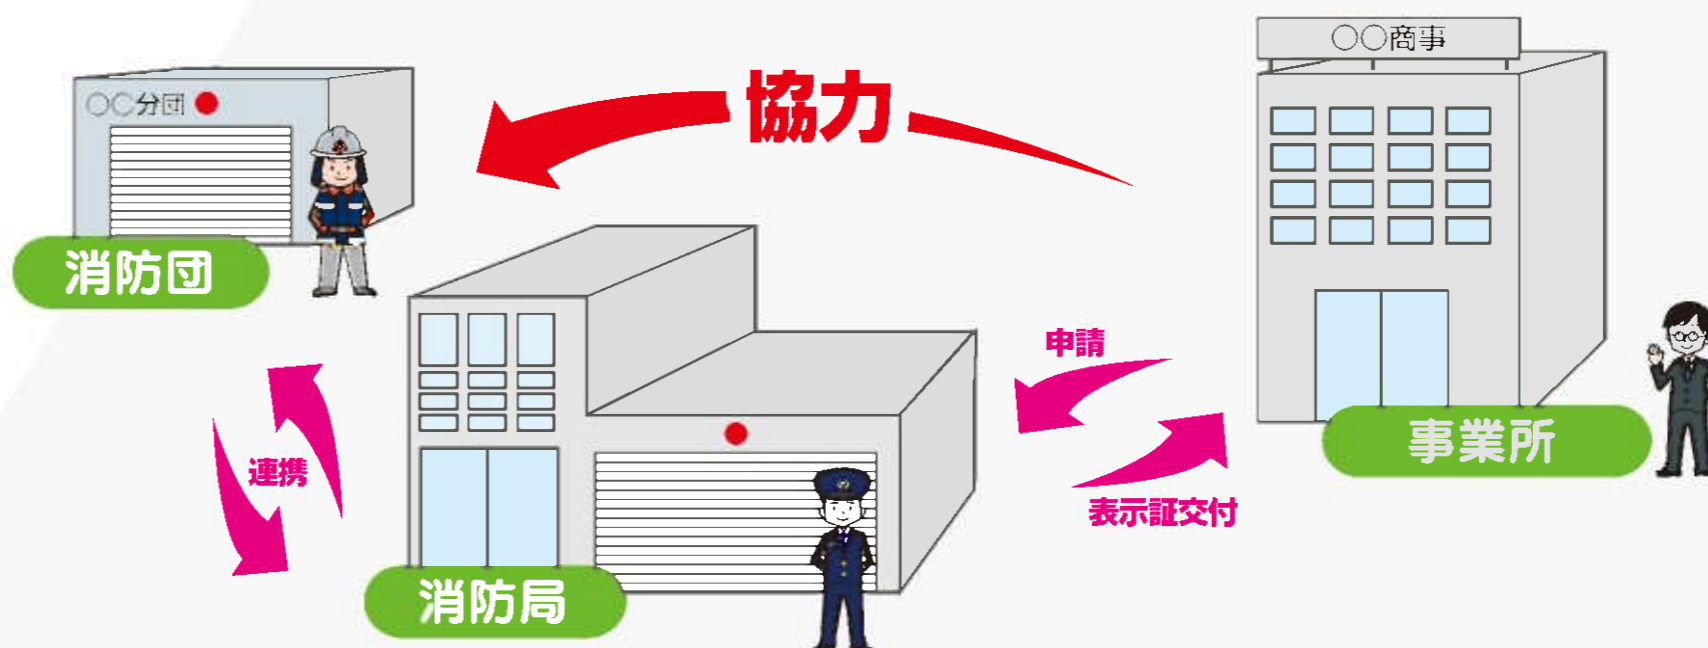 〇〇商事
協力
〇〇分団
消防団
申請
事業所
連携
表示証交付
消防局